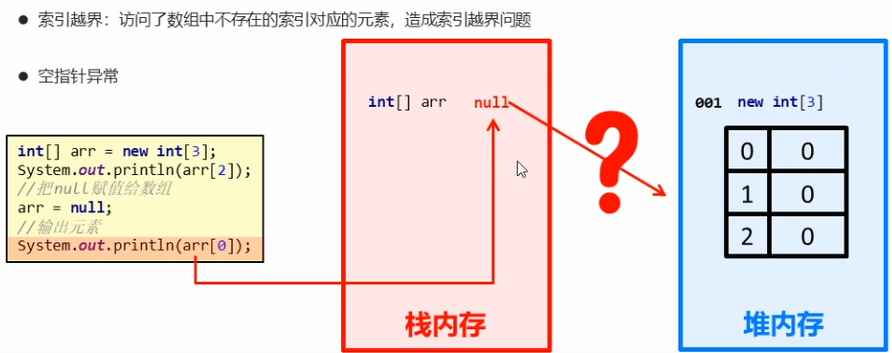 ● 索引越界：访问了数组中不存在的索引对应的元素，造成索引越界问题
● 空指针异常
int[] arr = new int[3];
System.out.println(arr[2]);
//把null赋值给数组
arr = null;
//输出元素
System.out.println(arr[0]);
int[] arr null
栈内存
?
001 new int[3]
0 0
1 0
2 0
堆内存